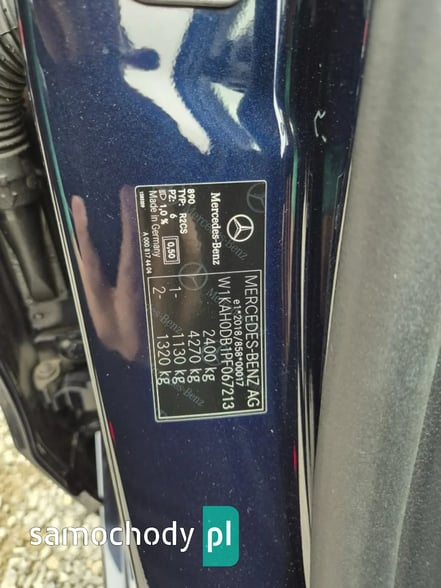 MERCEDES-BENZ AG
e1*2018/858*00017
W1KAH0DB1PF067213
2400 kg
4270 kg
1- 1130 kg
2- 1320 kg
Mercedes-Benz
890
TYP: R2CS
PZ: 6
1,0 % 0,50
Made in Germany
A 000 817 44 04
samochody pl